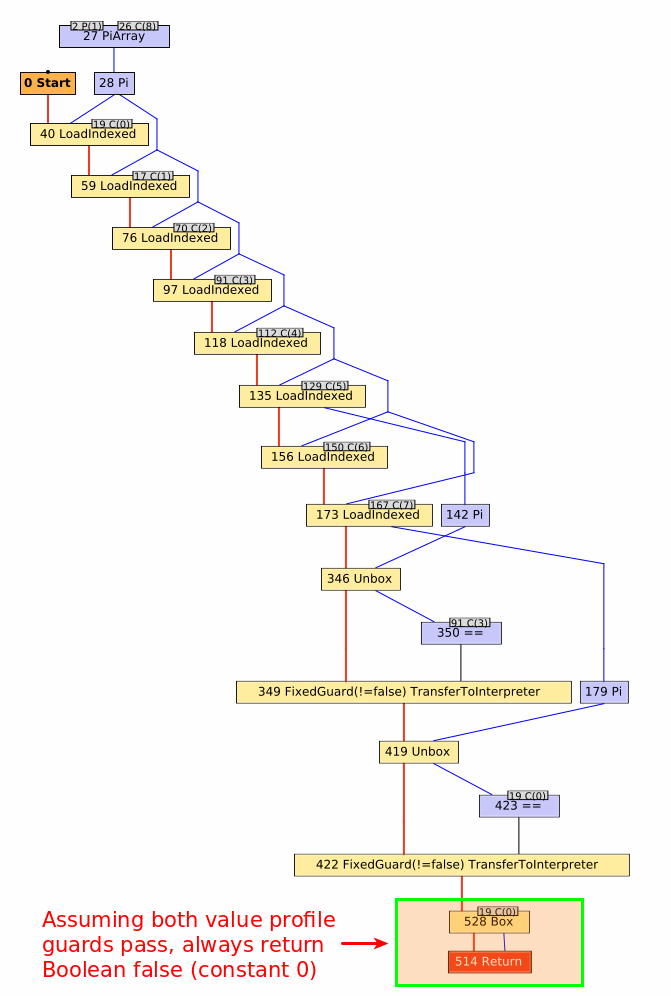 2 P(1) 26 C(8)
27 PiArray
0 Start
28 Pi
19 C(0)
40 LoadIndexed
17 C(1)
59 LoadIndexed
70 C(2)
76 LoadIndexed
91 C(3)
97 LoadIndexed
112 C(4)
118 LoadIndexed
129 C(5)
135 LoadIndexed
150 C(6)
156 LoadIndexed
167 C(7)
173 LoadIndexed
142 Pi
346 Unbox
91 C(3)
350 ==
349 FixedGuard(!=false) TransferToInterpreter
179 Pi
419 Unbox
19 C(0)
423 ==
422 FixedGuard(!=false) TransferToInterpreter
19 C(0)
528 Box
514 Return
Assuming both value profile
guards pass, always return
Boolean false (constant 0)